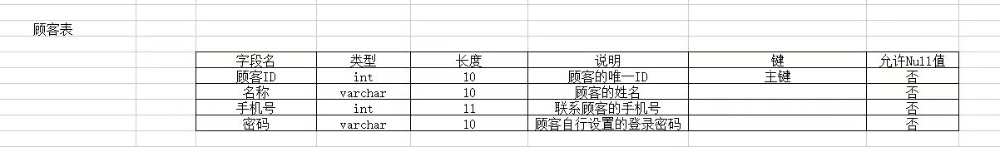 顾客表
字段名 类型 长度 说明 键 允许Null值
顾客ID int 10 顾客的唯一ID 主键 否
名称 varchar 10 顾客的姓名 否
手机号 int 11 联系顾客的手机号 否
密码 varchar 10 顾客自行设置的登录密码 否